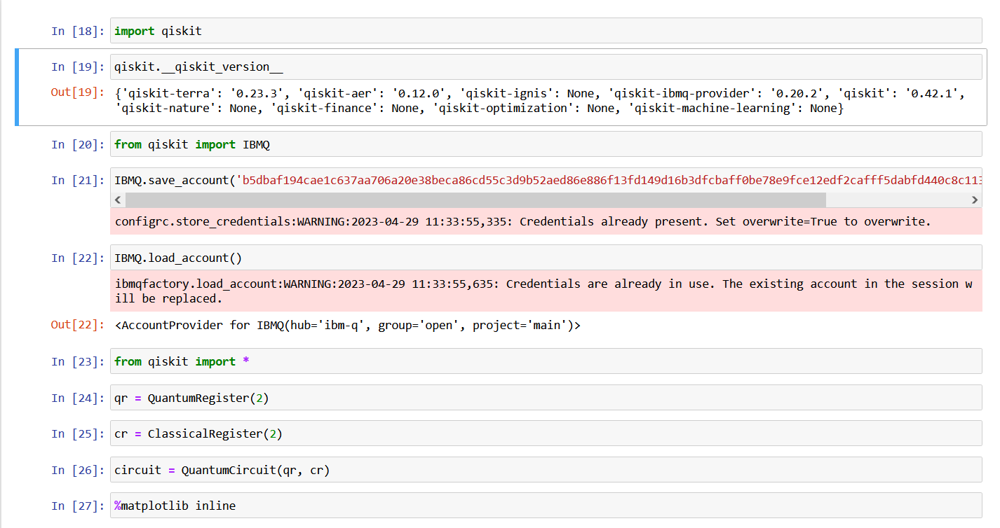 In [18]: import qiskit
In [19]: qiskit.__qiskit_version__
Out[19]: {'qiskit-terra': '0.23.3', 'qiskit-aer': '0.12.0', 'qiskit-ignis': None, 'qiskit-ibmq-provider': '0.20.2', 'qiskit': '0.42.1',
'qiskit-nature': None, 'qiskit-finance': None, 'qiskit-optimization': None, 'qiskit-machine-learning': None}
In [20]: from qiskit import IBMQ
In [21]: IBMQ.save_account('b5dbaf194cae1c637aa706a20e38beca86cd55c3d9b52aed86e886f13fd149d16b3dfcbaff0be78e9fce12edf2cafff5dabfd440c8c113
configrc.store_credentials:WARNING:2023-04-29 11:33:55,335: Credentials already present. Set overwrite=True to overwrite.
In [22]: IBMQ.load_account()
ibmqfactory.load_account:WARNING:2023-04-29 11:33:55,635: Credentials are already in use. The existing account in the session w
ill be replaced.
Out[22]: <AccountProvider for IBMQ(hub='ibm-q', group='open', project='main')>
In [23]: from qiskit import *
In [24]: qr = QuantumRegister(2)
In [25]: cr = ClassicalRegister(2)
In [26]: circuit = QuantumCircuit(qr, cr)
In [27]: %matplotlib inline